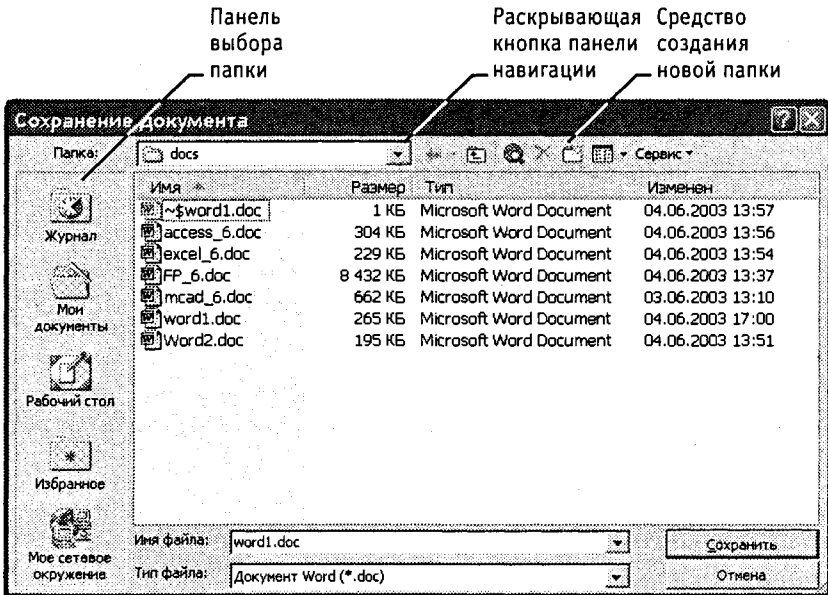 Панель
выбора
папки
Раскрывающая
кнопка панели
навигации
Средство
создания
новой папки
Сохранение документа
Папка: docs Сервис
Имя Размер Тип Изменен
~$word1.doc 1 КБ Microsoft Word Document 04.06.2003 13:57
access_6.doc 304 КБ Microsoft Word Document 04.06.2003 13:56
excel_6.doc 229 КБ Microsoft Word Document 04.06.2003 13:54
FP_6.doc 8 432 КБ Microsoft Word Document 04.06.2003 13:37
mcad_6.doc 662 КБ Microsoft Word Document 03.06.2003 13:10
word1.doc 265 КБ Microsoft Word Document 04.06.2003 17:00
Word2.doc 195 КБ Microsoft Word Document 04.06.2003 13:51
Журнал
Мои
документы
Рабочий стол
Избранное
Мое сетевое
окружение
Имя файла: word1.doc Сохранить
Тип файла: Документ Word (*.doc) Отмена